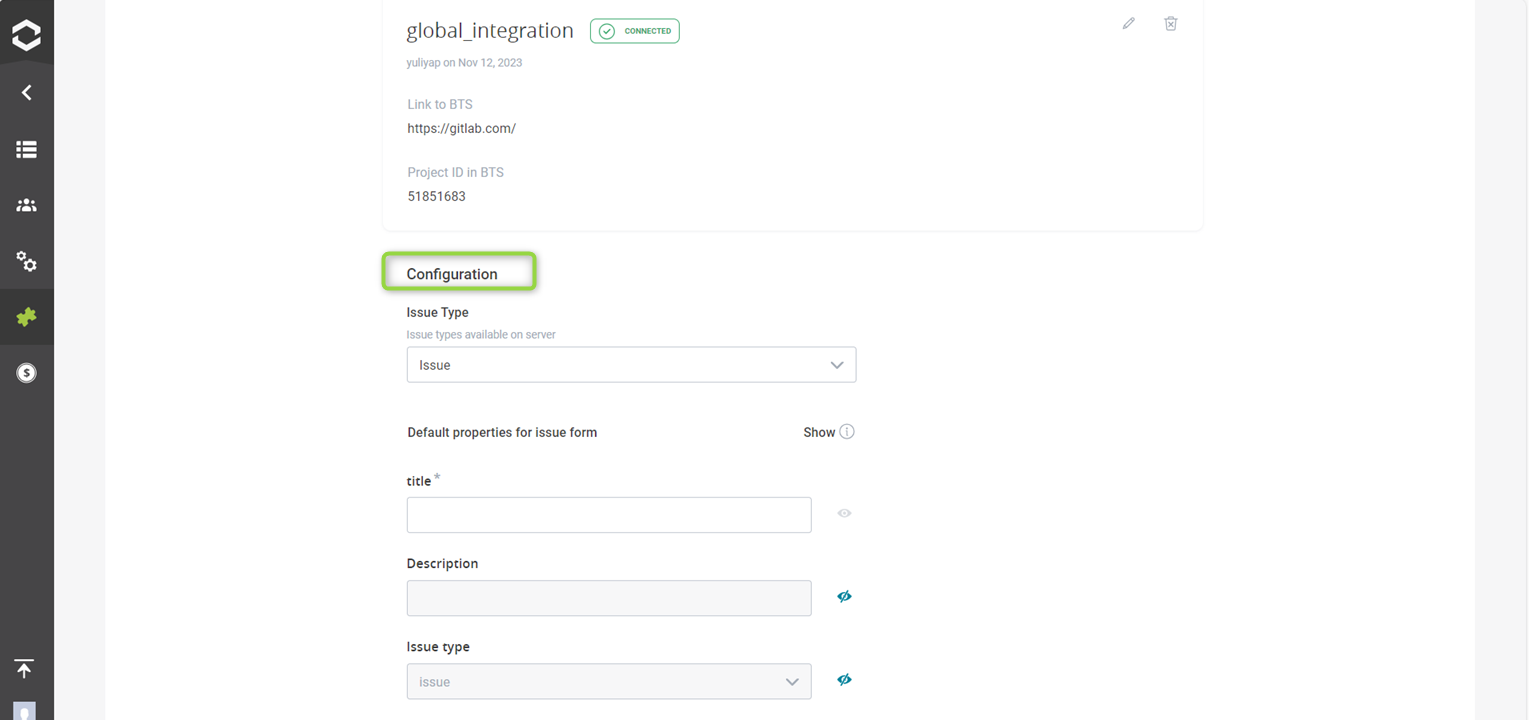 global_integration
CONNECTED
yuliyap on Nov 12, 2023
Link to BTS
https://gitlab.com/
Project ID in BTS
51851683
Configuration
Issue Type
Issue types available on server
Issue
Default properties for issue form
Show
title *
Description
Issue type
issue